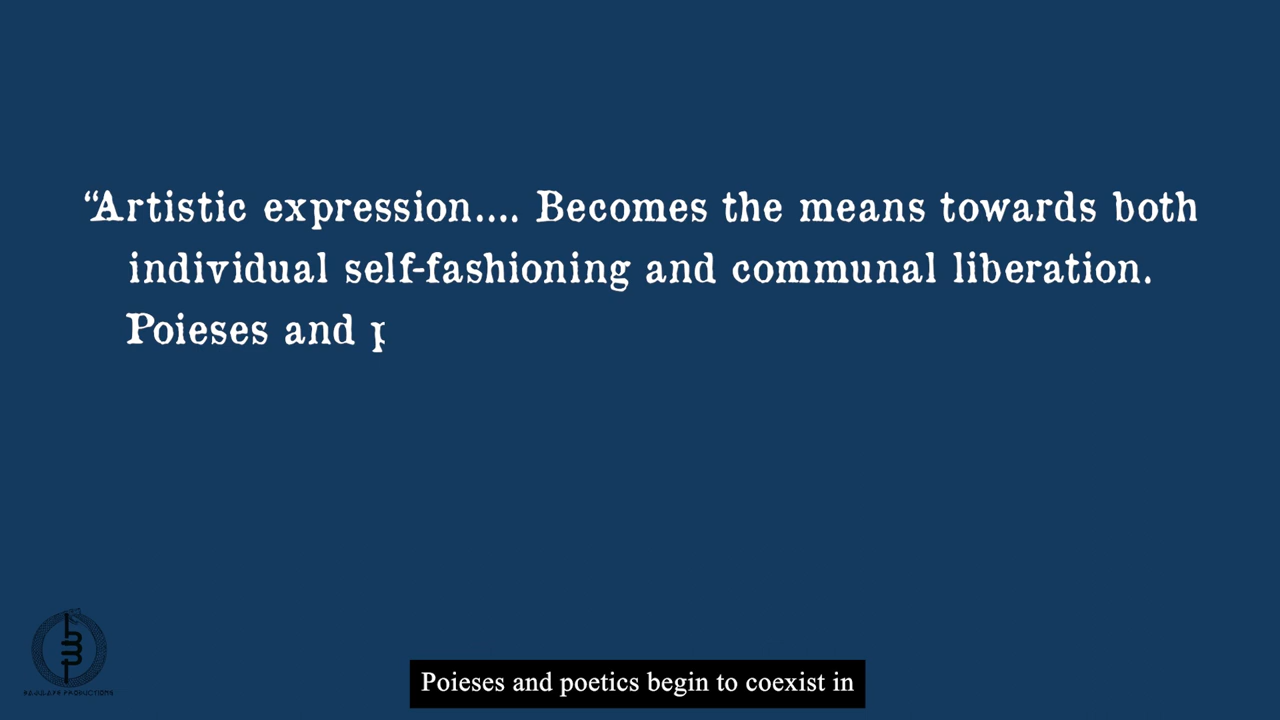 “Artistic expression.... Becomes the means towards both
individual self-fashioning and communal liberation.
Poieses and p
Poieses and poetics begin to coexist in